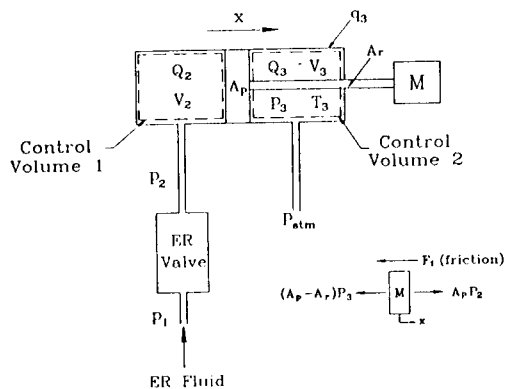 x
q₃
Q₂
V₂
Aₚ
Q₃ - V₃
P₃ T₃
Aᵣ
M
Control
Volume 1
Control
Volume 2
P₂
Pₐₜₘ
ER
Valve
P₁
ER Fluid
F₁ (friction)
(Aₚ-Aᵣ)P₃
M
AₚP₂
x